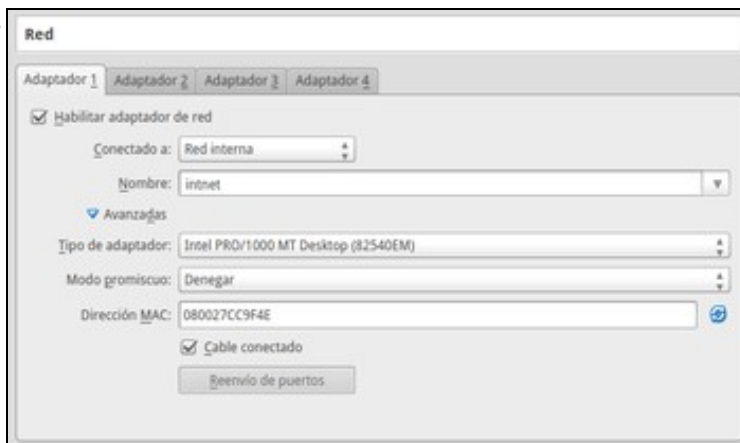 Red
Adaptador 1 Adaptador 2 Adaptador 3 Adaptador 4
Habilitar adaptador de red
Conectado a: Red interna
Nombre: intnet
Avanzadas
Tipo de adaptador: Intel PRO/1000 MT Desktop (82540EM)
Modo promiscuo: Denegar
Dirección MAC: 080027CC9F4E
Cable conectado
Reenvío de puertos